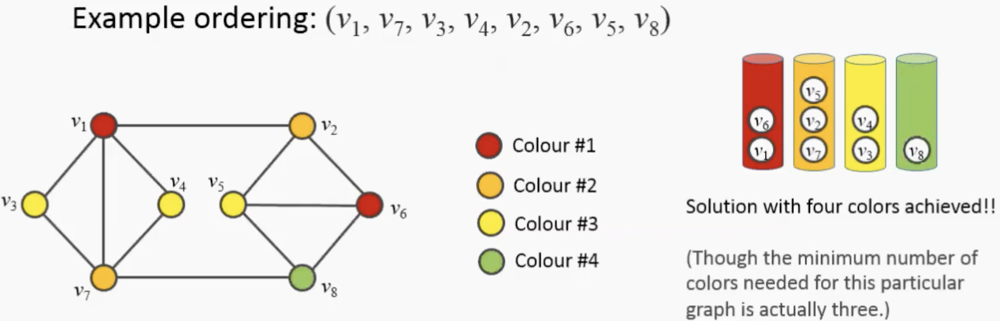 Example ordering: (v1, v7, v3, v4, v2, v6, v5, v8)
v1
v2
v3
v4
v5
v6
v7
v8
Colour #1
Colour #2
Colour #3
Colour #4
v6
v1
v5
v2
v7
v4
v3
v8
Solution with four colors achieved!!
(Though the minimum number of
colors needed for this particular
graph is actually three.)